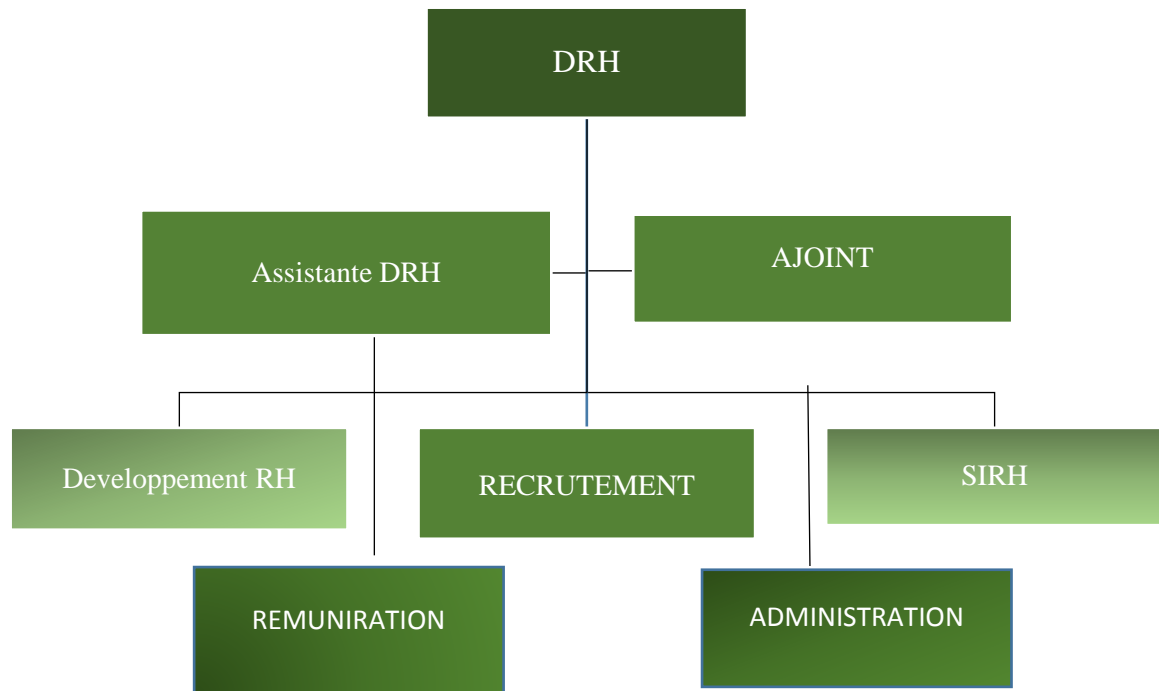 DRH
Assistante DRH
AJOINT
Developpement RH
RECRUTEMENT
SIRH
REMUNIRATION
ADMINISTRATION